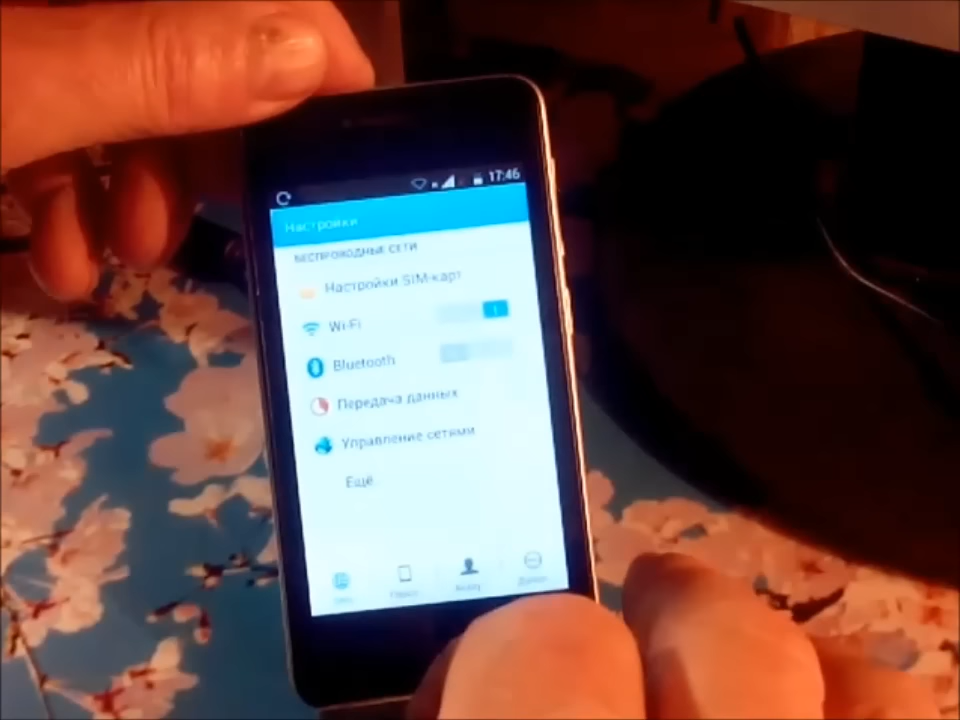 17:46
Настройки
БЕСПРОВОДНЫЕ СЕТИ
Настройки SIM-карт
Wi-Fi
Bluetooth
Передача данных
Управление сетями
Ещё..